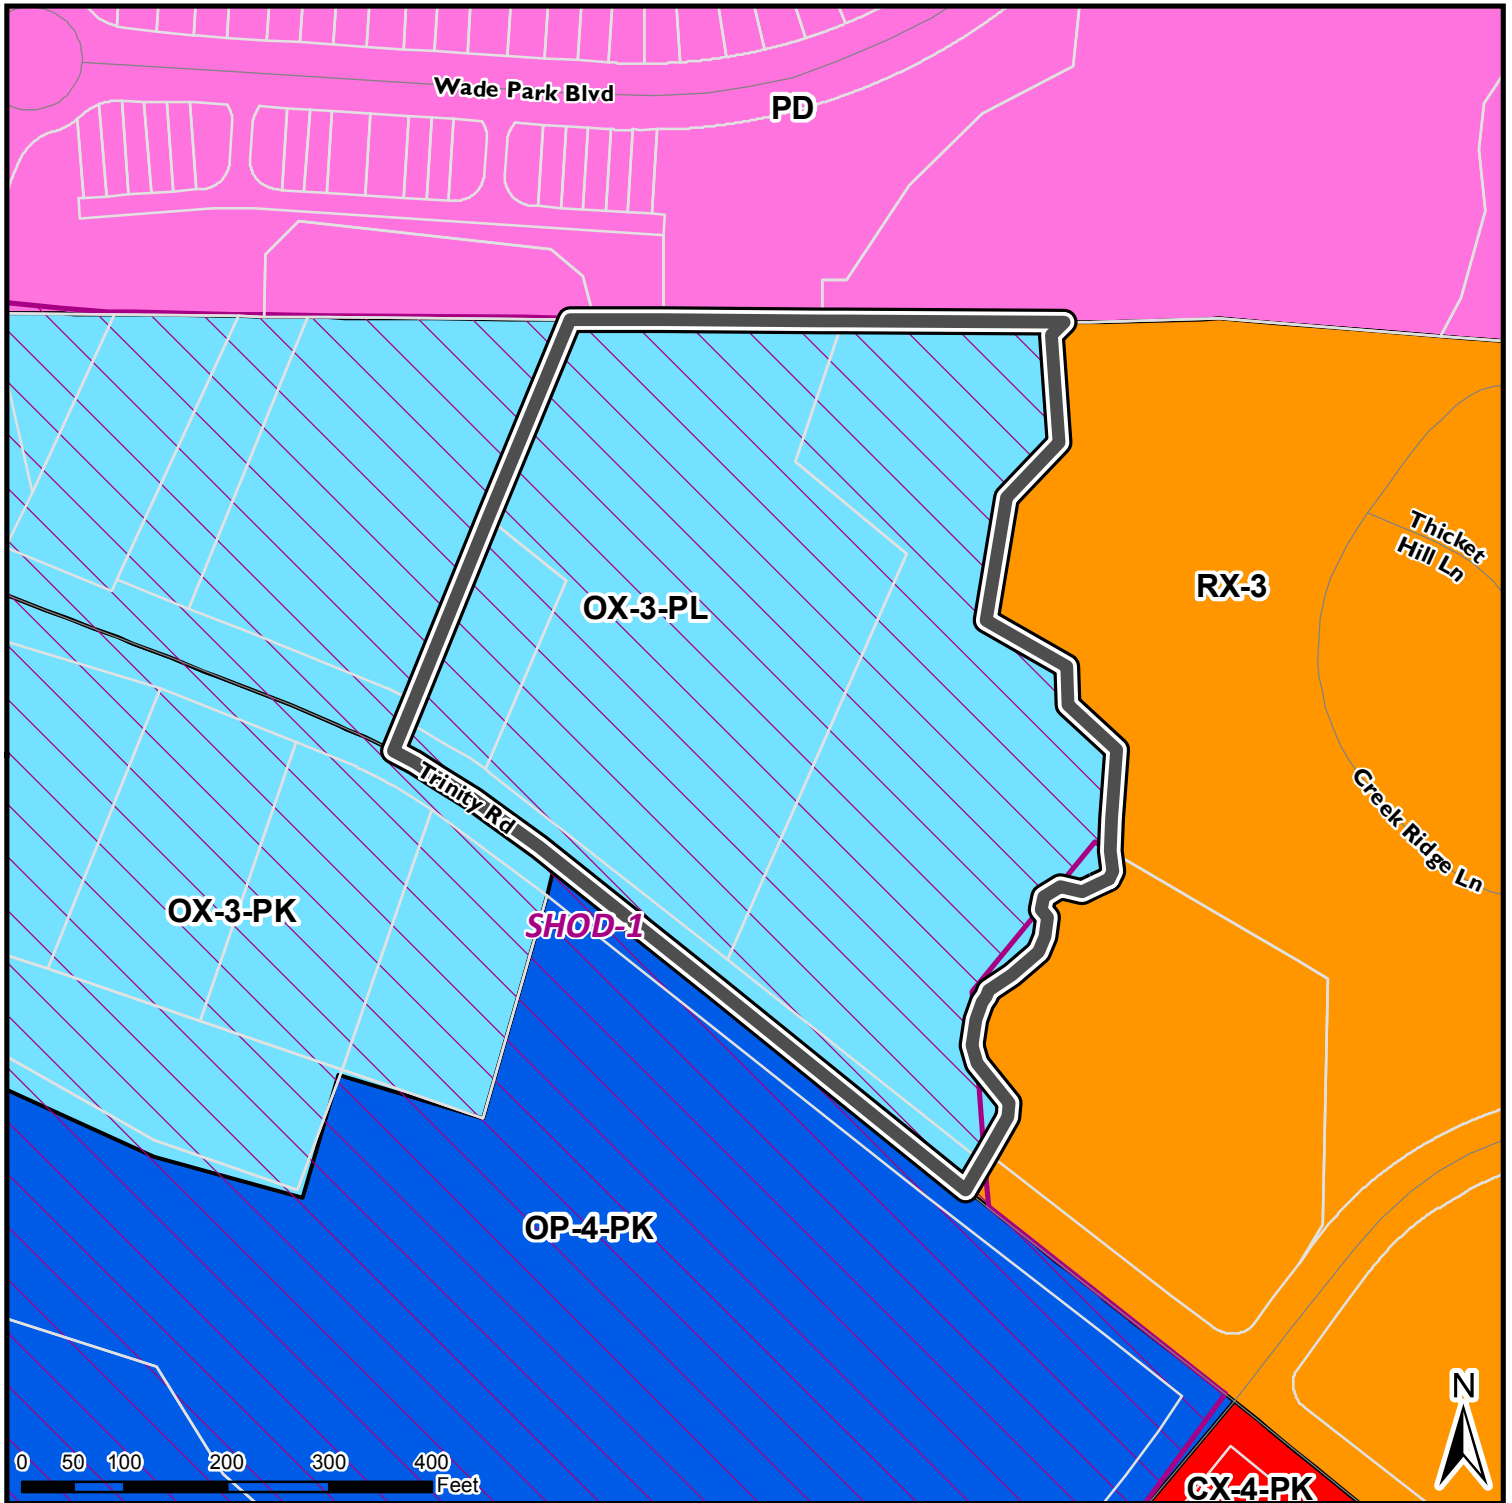 Wade Park Blvd
PD
Thicket
Hill Ln
RX-3
OX-3-PL
Trinity Rd
Creek Ridge Ln
OX-3-PK
SHOD-1
OP-4-PK
N
0 50 100 200 300 400
Feet
CX-4-PK